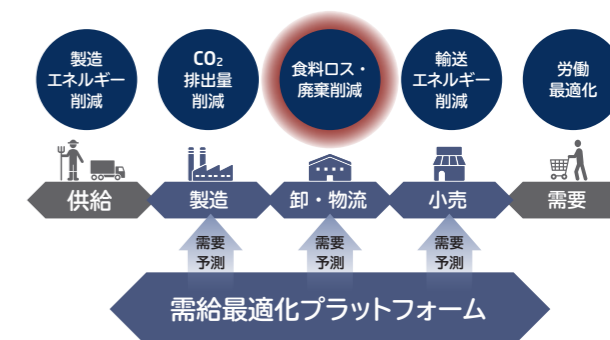 製造
エネルギー
削減
CO₂
排出量
削減
食料ロス・
廃棄削減
輸送
エネルギー
削減
労働
最適化
供給
製造
卸・物流
小売
需要
需要
予測
需要
予測
需要
予測
需給最適化プラットフォーム